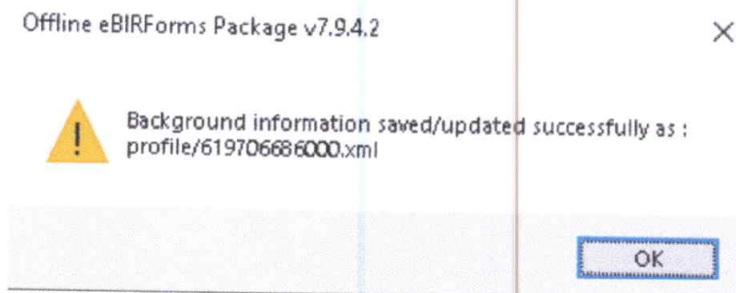 Offline eBIRForms Package v7.9.4.2
Background information saved/updated successfully as :
profile/619706686000.xml
OK